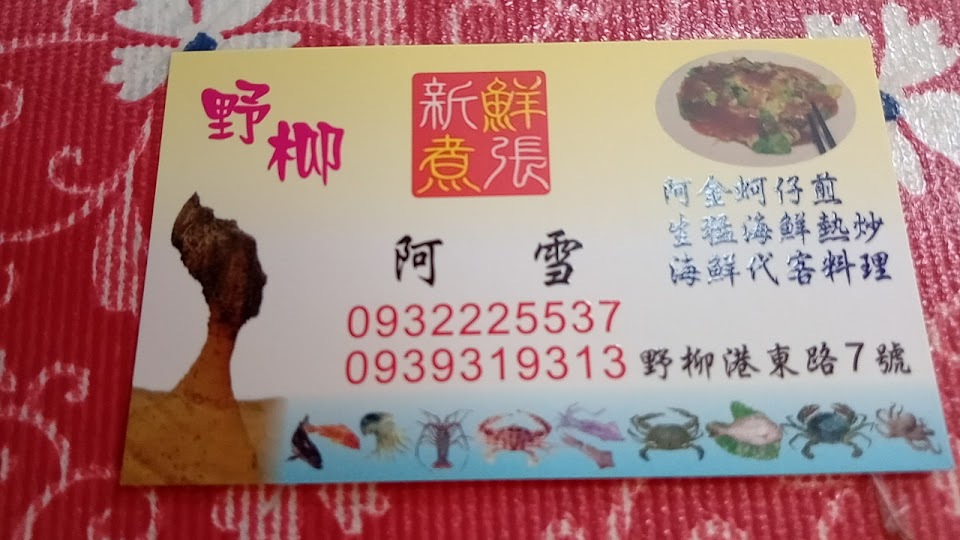 野柳
新鮮
煮張
阿金蚵仔煎
生猛海鮮熱炒
海鮮代客料理
阿雪
0932225537
0939319313
野柳港東路7號